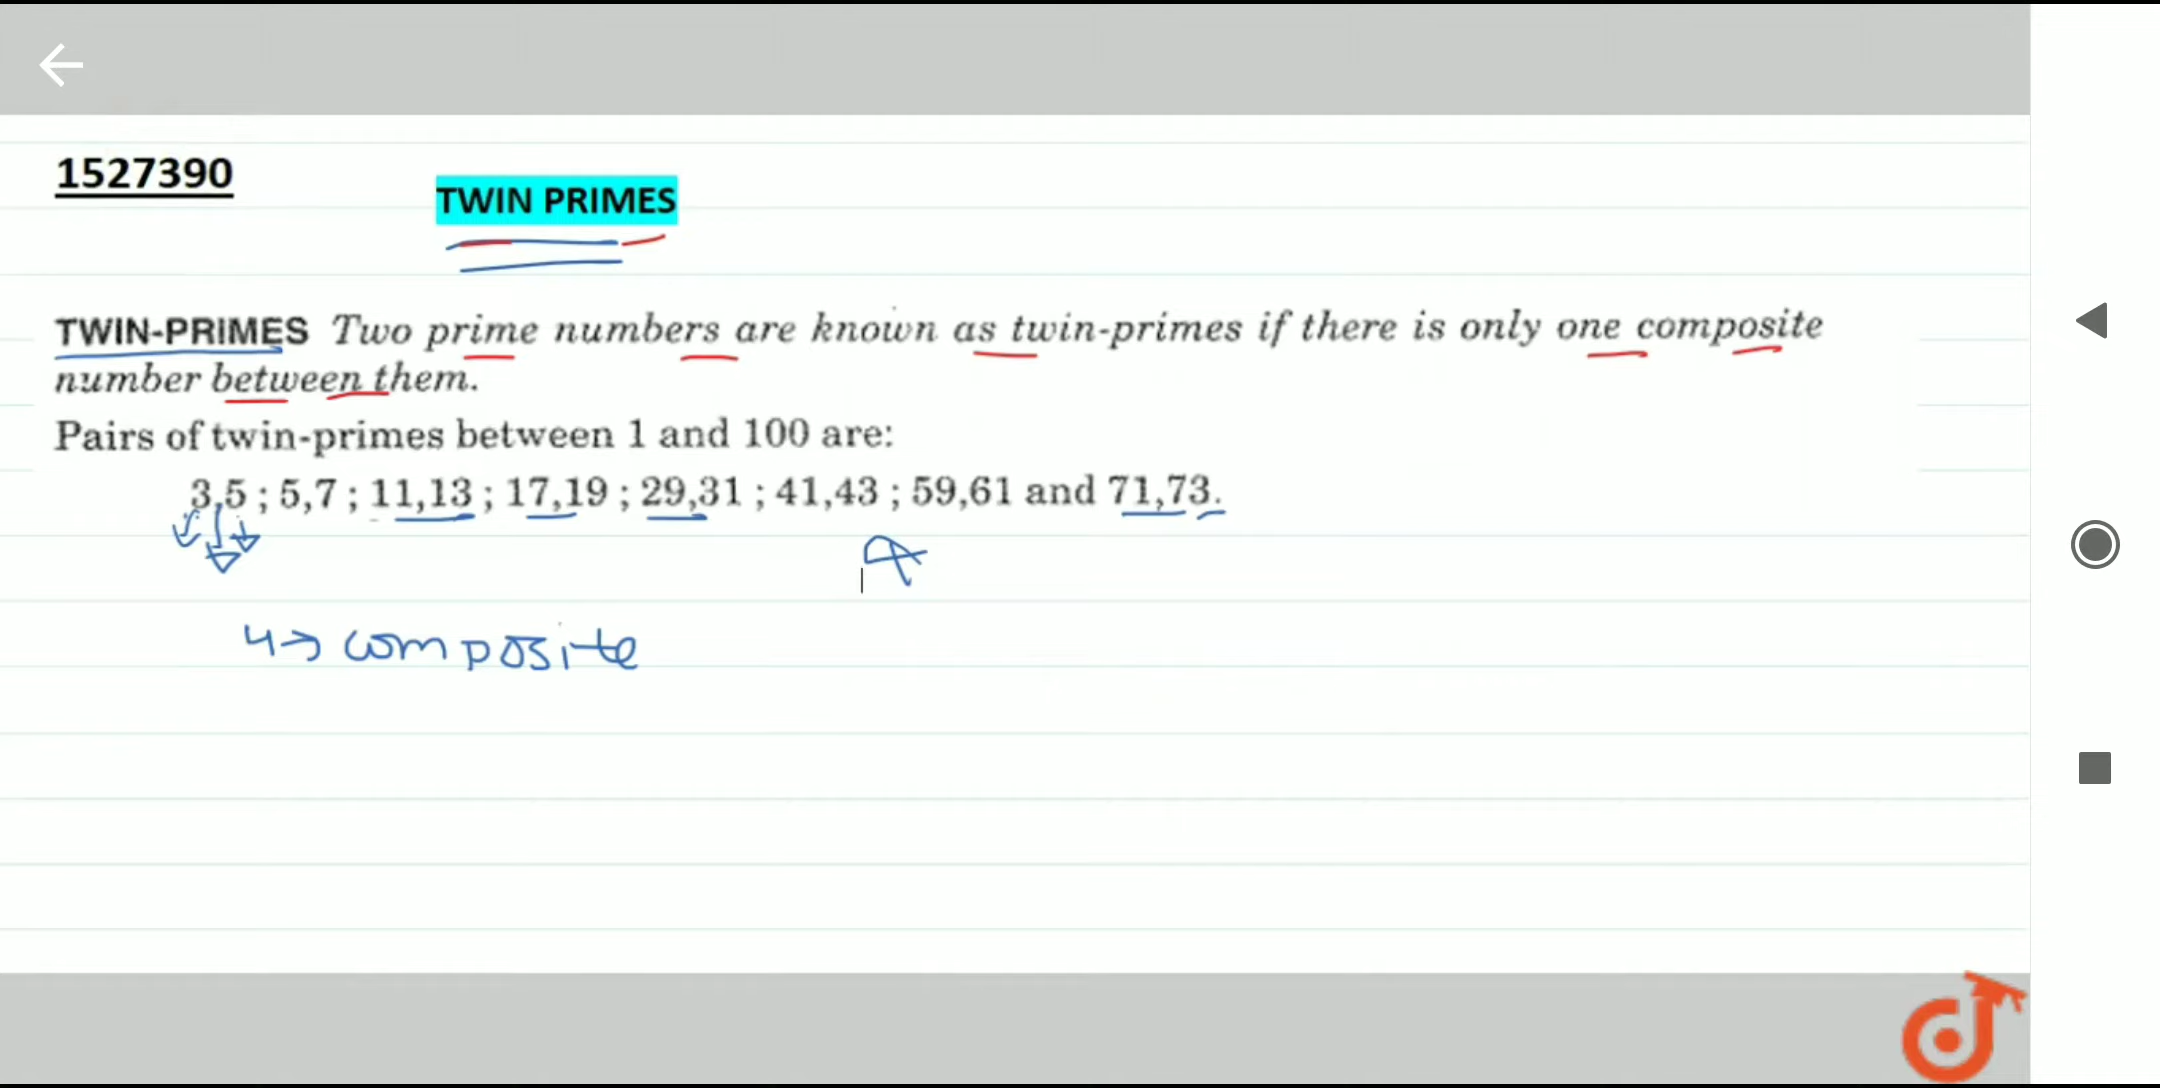 1527390
TWIN PRIMES
TWIN-PRIMES Two prime numbers are known as twin-primes if there is only one composite
number between them.
Pairs of twin-primes between 1 and 100 are:
3,5 ; 5,7 ; 11,13 ; 17,19 ; 29,31 ; 41,43 ; 59,61 and 71,73.
4→ composite